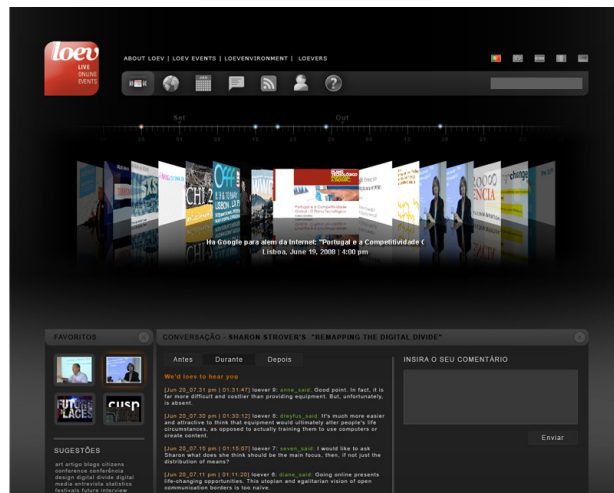 loev
LIVE
ONLINE
EVENTS
ABOUT LOEV | LOEV EVENTS | LOEVENVIRONMENT | LOEVERS
Set
Out
Ha Google para alem da Internet: "Portugal e a Competitividade (
Lisboa, June 19, 2008 | 4:00 pm
FAVORITOS
CONVERSAÇÃO - SHARON STROVER'S "REMAPPING THE DIGITAL DIVIDE"
Antes
Durante
Depois
INSIRA O SEU COMENTÁRIO
We'd loev to hear you
[Jun 20_07.31 pm | 01:31:47] loever 9: anne_said: Good point. In fact, it is
far more difficult and costlier than providing equipment. But, unfortunately,
is absent.
[Jun 20_07.30 pm | 01:30:12] loever 8: dreyfus_said: It's much more easier
and attractive to think that equipment would ultimately alter people's life
circumstances, as opposed to actually training them to use computers or
create content.
[Jun 20_07.15 pm | 01:15:07] loever 7: seven_said: I would like to ask
Sharon what does she think should be the main focus, then, if not just the
distribution of means?
[Jun 20_07.11 pm | 01:11:20] loever 6: diane_said: Going online presents
life-changing opportunities. This utopian and egalitarian vision of open
communication borders is too naive.
Enviar
FUTURE
PLACES
cusp
SUGESTÕES
art artigo blogs citizens
conference conferência
design digital divide digital
media entrevista statistics
festivals future interview